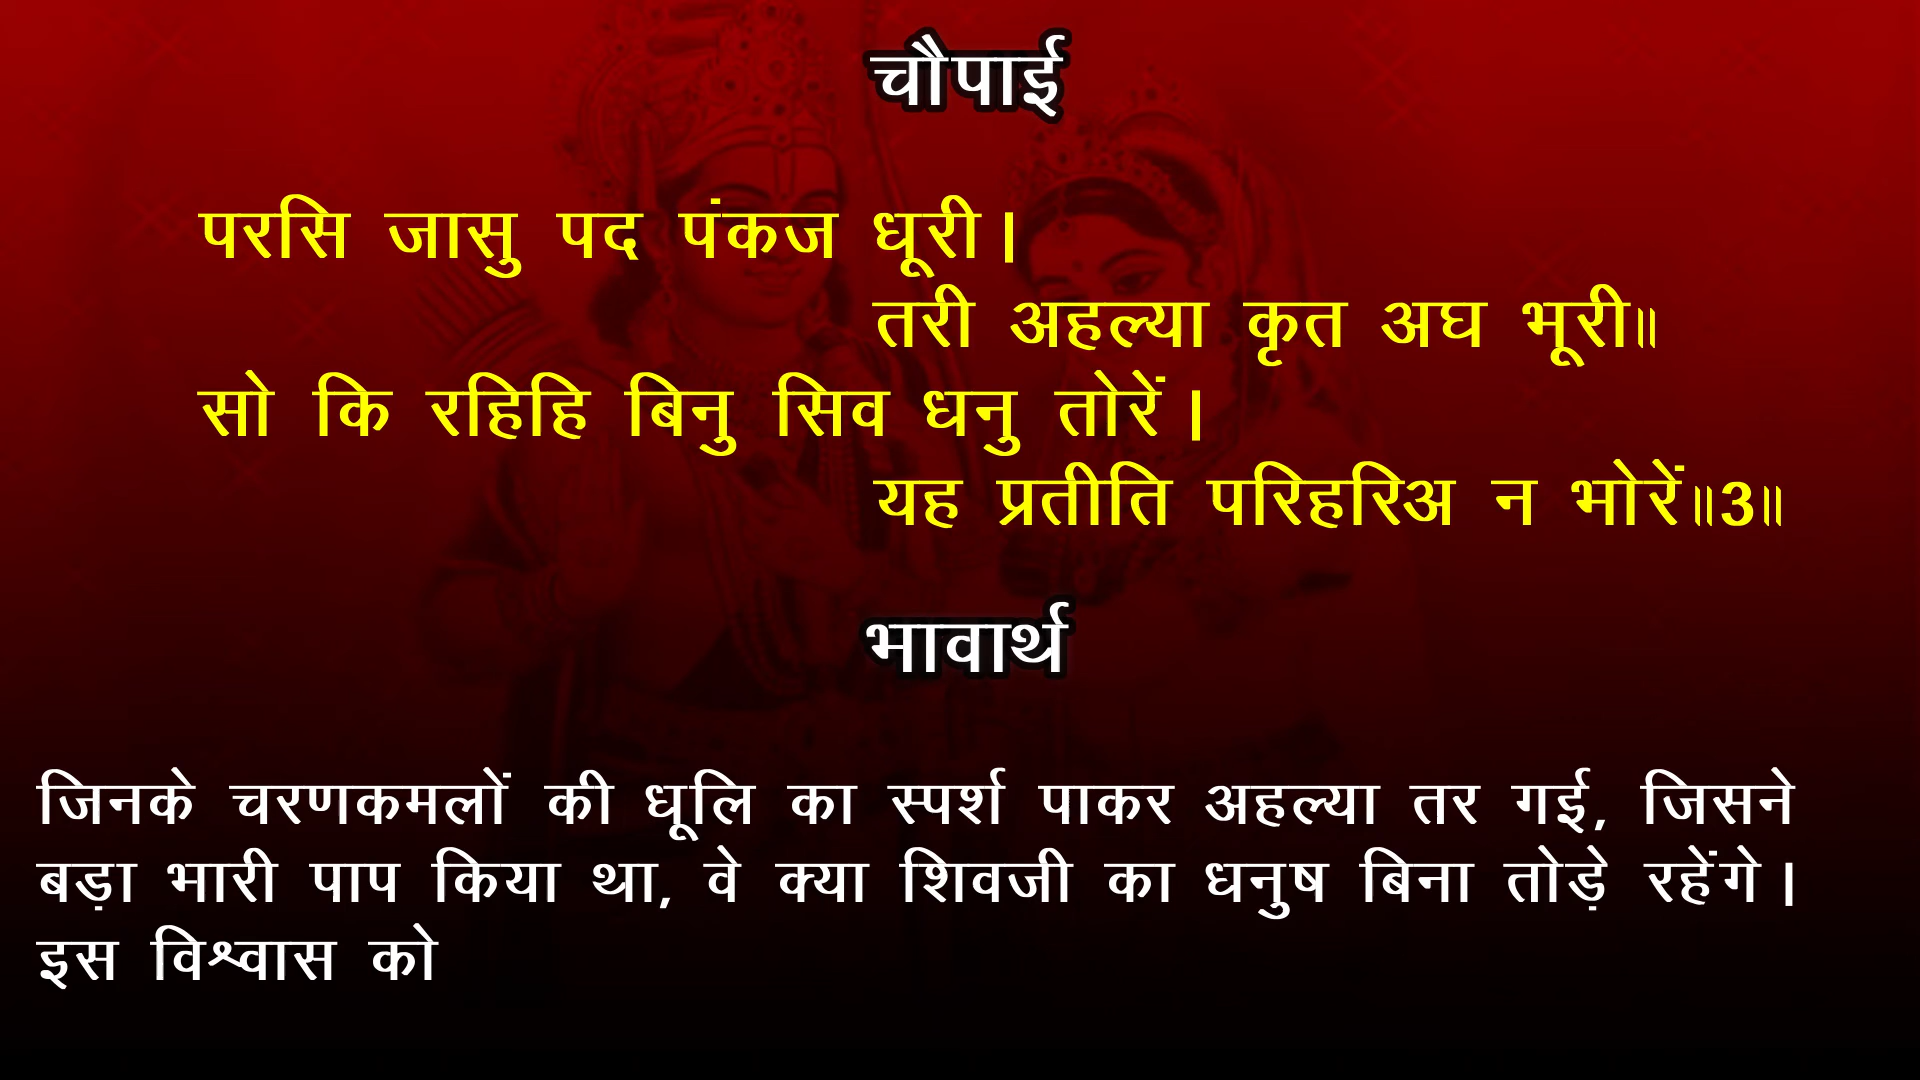 चौपाई
परसि जासु पद पंकज धूरी।
तरी अहल्या कृत अघ भूरी॥
सो कि रहिहि बिनु सिव धनु तोरें।
यह प्रतीति परिहरिअ न भोरें॥3॥
भावार्थ
जिनके चरणकमलों की धूलि का स्पर्श पाकर अहल्या तर गई, जिसने
बड़ा भारी पाप किया था, वे क्या शिवजी का धनुष बिना तोड़े रहेंगे।
इस विश्वास को